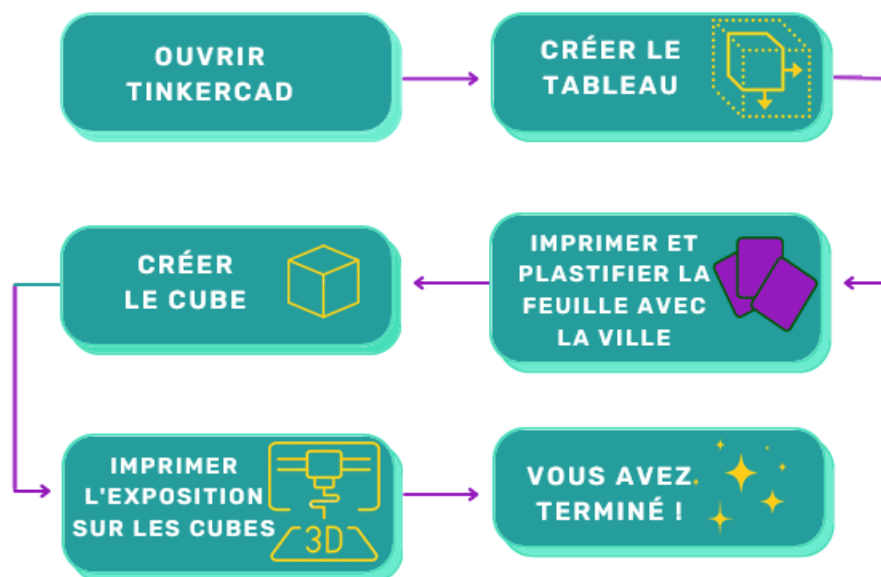 OUVRIR
TINKERCAD
CRÉER LE
TABLEAU
IMPRIMER ET
PLASTIFIER LA
FEUILLE AVEC
LA VILLE
CRÉER
LE CUBE
IMPRIMER
L'EXPOSITION
SUR LES CUBES
3D
VOUS AVEZ
TERMINÉ !